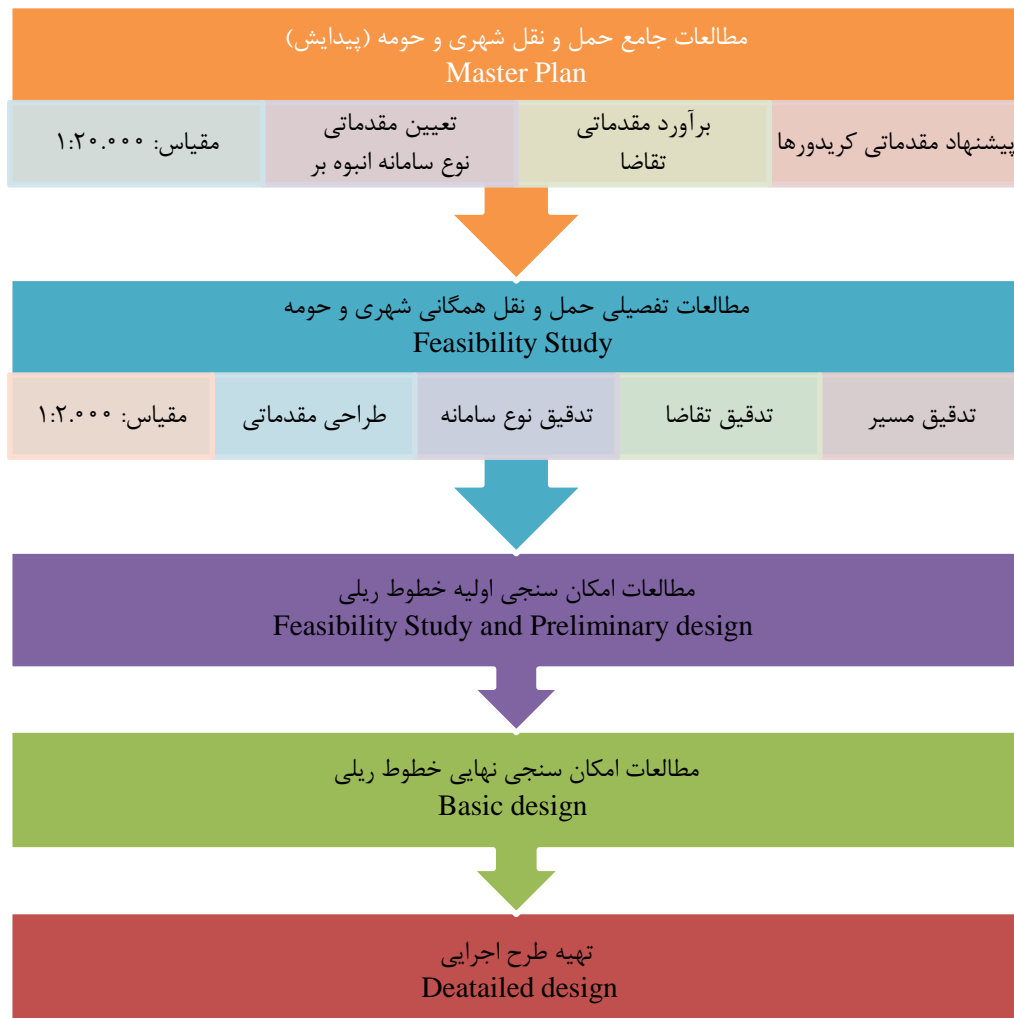 مطالعات جامع حمل و نقل شهری و حومه (پیدایش)
Master Plan
پیشنهاد مقدماتی کریدورها
برآورد مقدماتی
تقاضا
تعیین مقدماتی
نوع سامانه انبوه بر
مقیاس: ۱:۲۰.۰۰۰
مطالعات تفصیلی حمل و نقل همگانی شهری و حومه
Feasibility Study
تدقیق مسیر
تدقیق تقاضا
تدقیق نوع سامانه
طراحی مقدماتی
مقیاس: ۱:۲.۰۰۰
مطالعات امکان سنجی اولیه خطوط ریلی
Feasibility Study and Preliminary design
مطالعات امکان سنجی نهایی خطوط ریلی
Basic design
تهیه طرح اجرایی
Deatailed design